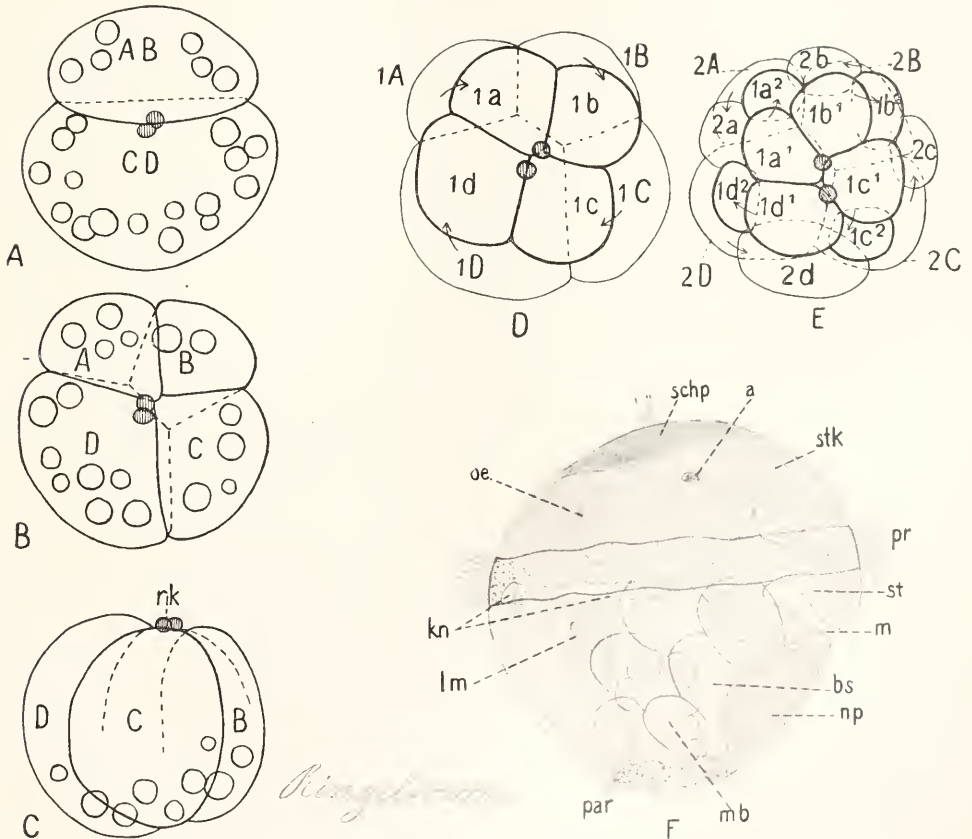 AB
CD
A
A
B
D
C
B
rk
D
C
B
C
1A
1B
1a
1b
1d
1c
1C
1D
D
2A
2b
2B
1a²
1b¹
1b²
2a
2c
1a¹
1c¹
1d²
1d¹
1c²
2D
2d
2C
E
schp
a
stk
oe
pr
st
kn
m
lm
bs
np
par
mb
F